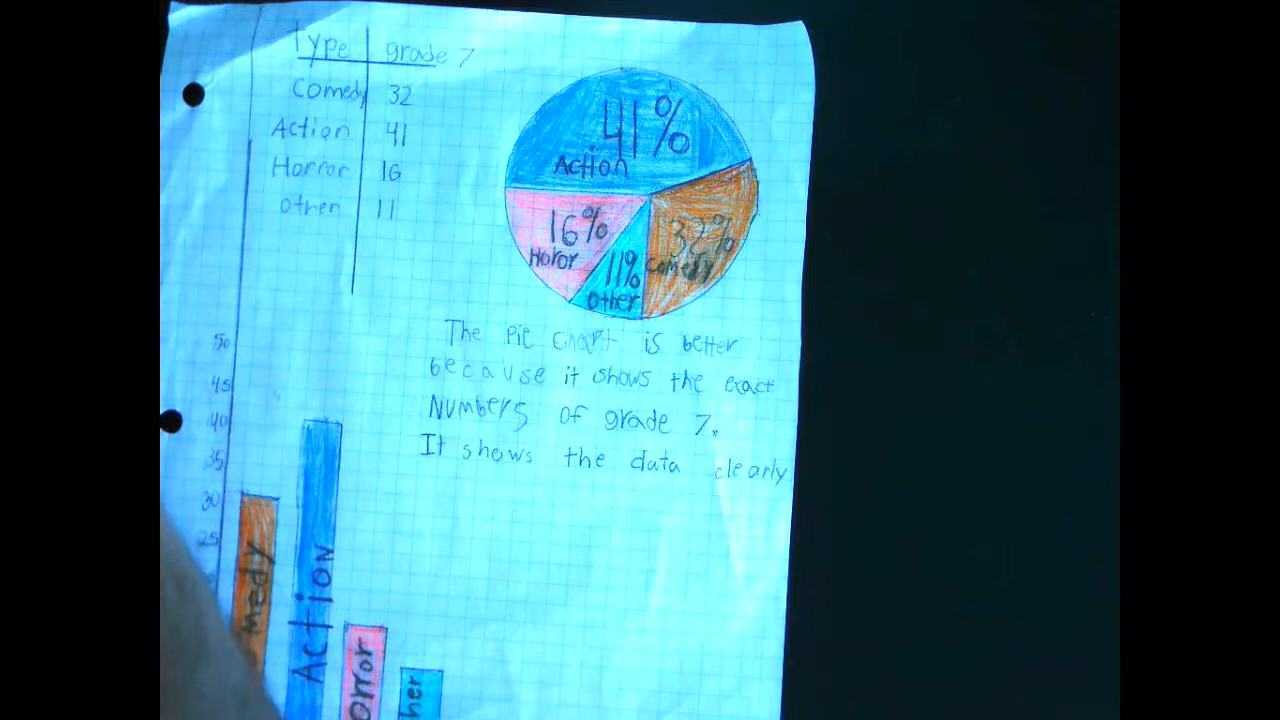 Type grade 7
Comedy 32
Action 41
Horror 16
Other 11
41%
Action
16%
Horor
11%
Other
32%
Comedy
The Pie Chart is better
because it shows the exact
Numbers of grade 7.
It shows the data clearly
50
45
40
35
30
25
medy
Action
orror
her